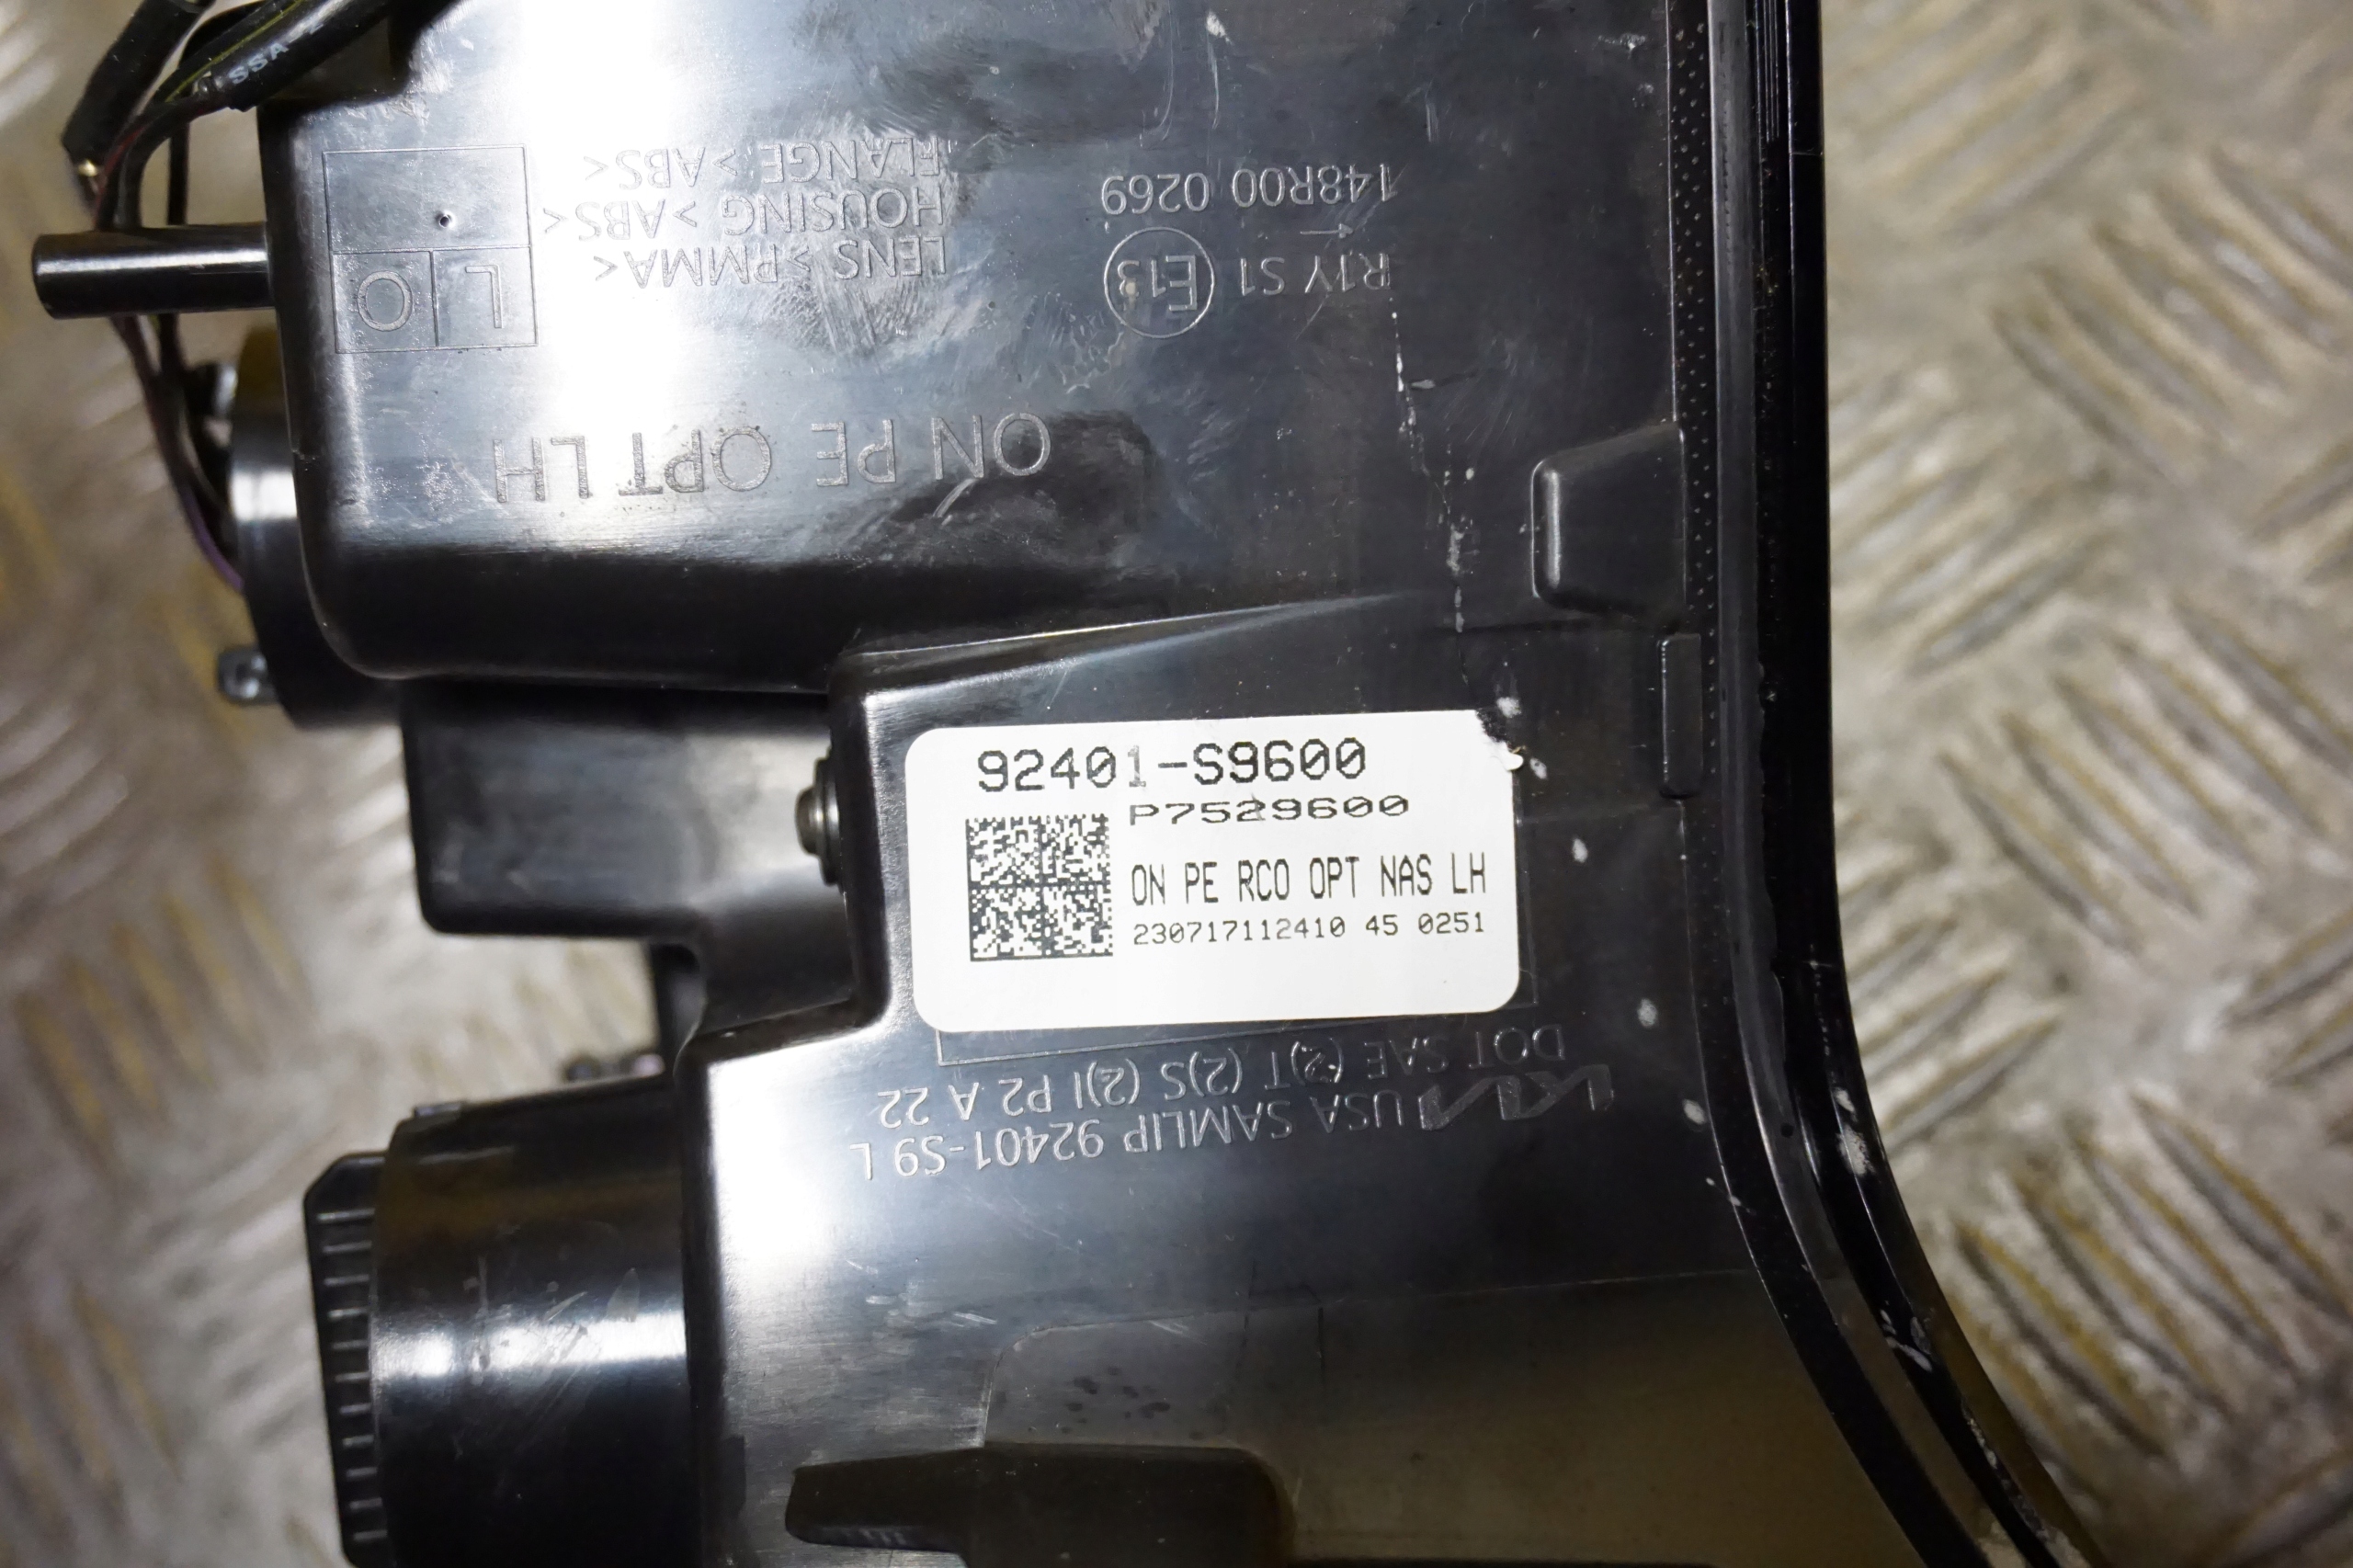 SSA
LENS >PMMA<
HOUSING >ABS<
FLANGE >ABS<
L O
R1Y S1 E13
148R00 0269
ON PE OPT LH
92401-S9600
P7529600
ON PE RCO OPT NAS LH
230717112410 45 0251
KIA USA SAMLIP 92401-S9 L
DOT SAE (2)T (2)S (2)I P2 A 22